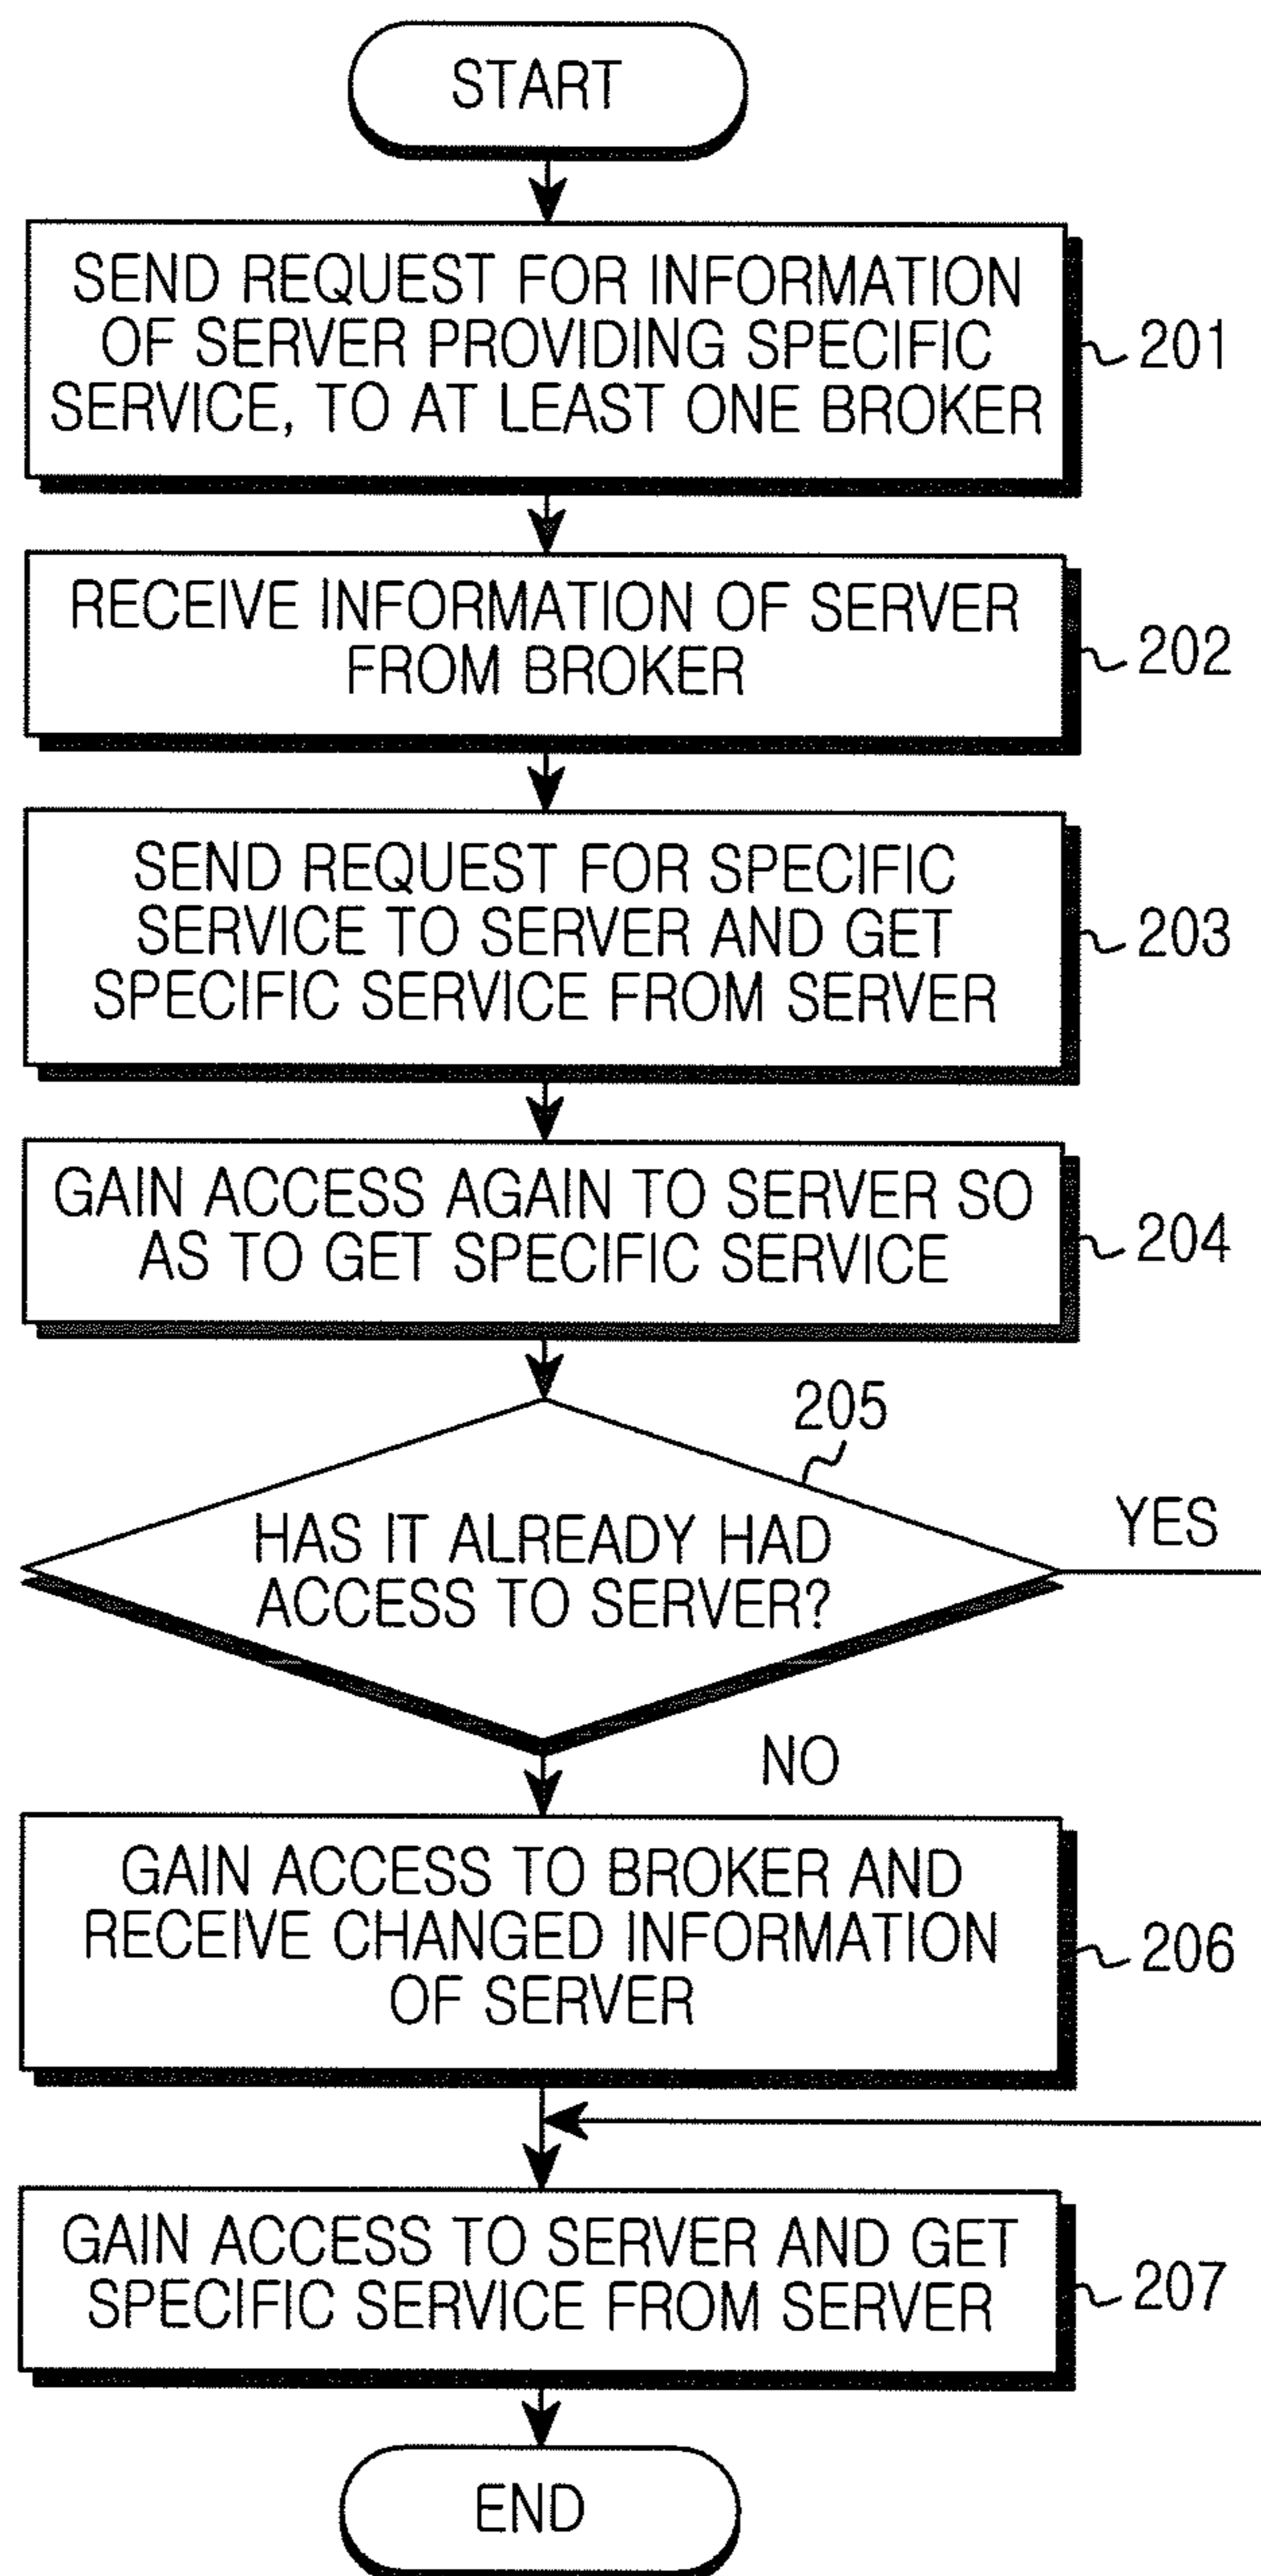 START
SEND REQUEST FOR INFORMATION
OF SERVER PROVIDING SPECIFIC
SERVICE, TO AT LEAST ONE BROKER
201
RECEIVE INFORMATION OF SERVER
FROM BROKER
202
SEND REQUEST FOR SPECIFIC
SERVICE TO SERVER AND GET
SPECIFIC SERVICE FROM SERVER
203
GAIN ACCESS AGAIN TO SERVER SO
AS TO GET SPECIFIC SERVICE
204
205
HAS IT ALREADY HAD
ACCESS TO SERVER?
YES
NO
GAIN ACCESS TO BROKER AND
RECEIVE CHANGED INFORMATION
OF SERVER
206
GAIN ACCESS TO SERVER AND GET
SPECIFIC SERVICE FROM SERVER
207
END